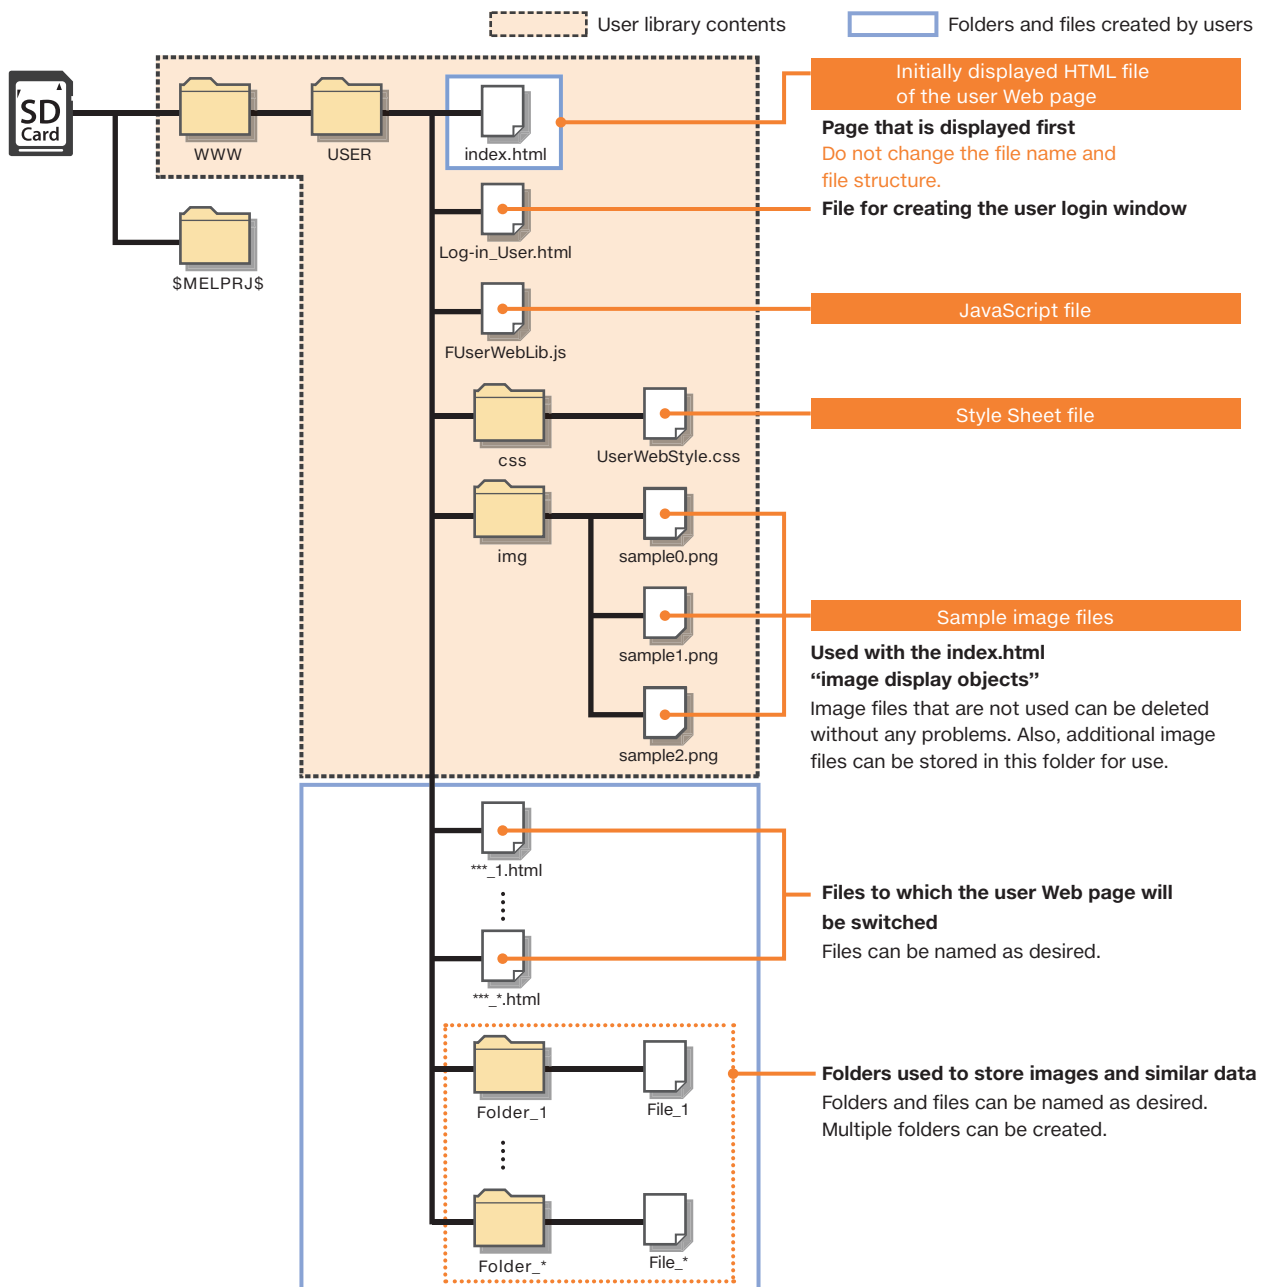 User library contents
Folders and files created by users
SD
Card
WWW
USER
index.html
Initially displayed HTML file
of the user Web page
Page that is displayed first
Do not change the file name and
file structure.
$MELPRJ$
Log-in_User.html
File for creating the user login window
FUserWebLib.js
JavaScript file
css
UserWebStyle.css
Style Sheet file
img
sample0.png
sample1.png
sample2.png
Sample image files
Used with the index.html
“image display objects”
Image files that are not used can be deleted
without any problems. Also, additional image
files can be stored in this folder for use.
***_1.html
***_*.html
Files to which the user Web page will
be switched
Files can be named as desired.
Folder_1
File_1
Folder_*
File_*
Folders used to store images and similar data
Folders and files can be named as desired.
Multiple folders can be created.